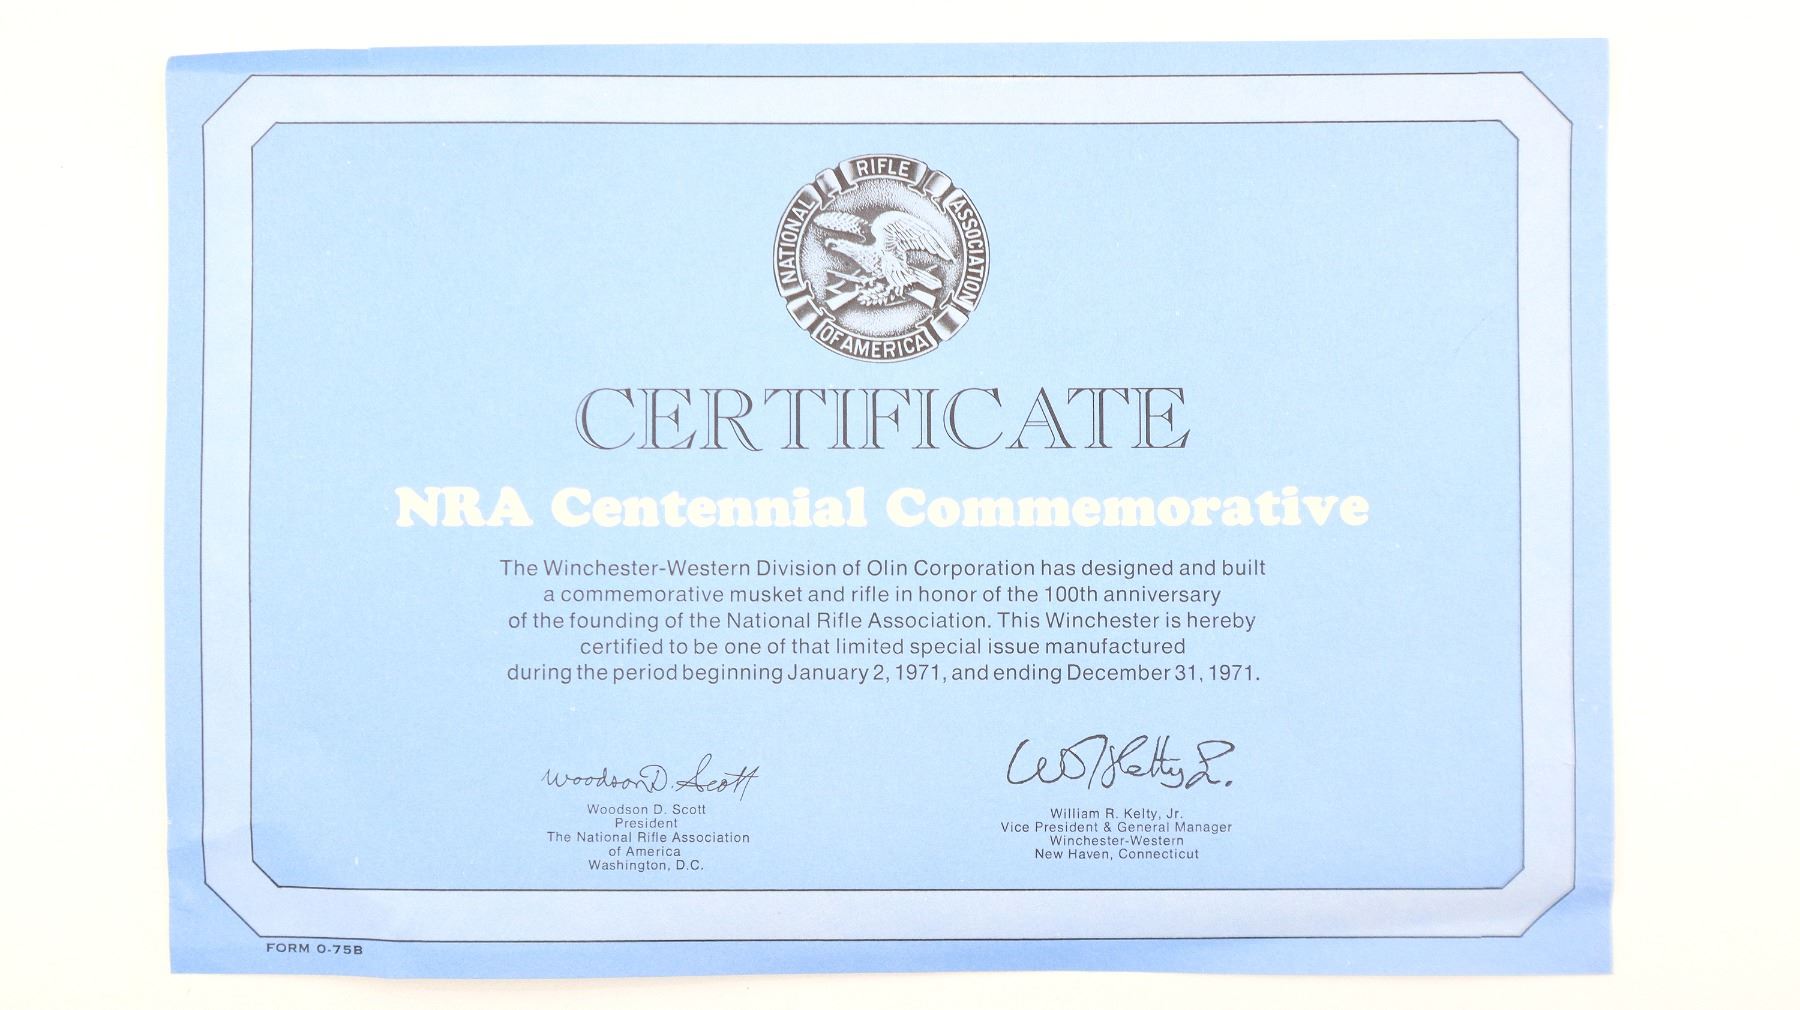 NATIONAL RIFLE ASSOCIATION
OF AMERICA
CERTIFICATE
NRA Centennial Commemorative
The Winchester-Western Division of Olin Corporation has designed and built
a commemorative musket and rifle in honor of the 100th anniversary
of the founding of the National Rifle Association. This Winchester is hereby
certified to be one of that limited special issue manufactured
during the period beginning January 2, 1971, and ending December 31, 1971.
Woodson D. Scott
Woodson D. Scott
President
The National Rifle Association
of America
Washington, D.C.
William R. Kelty, Jr.
Vice President & General Manager
Winchester-Western
New Haven, Connecticut
FORM O-75B